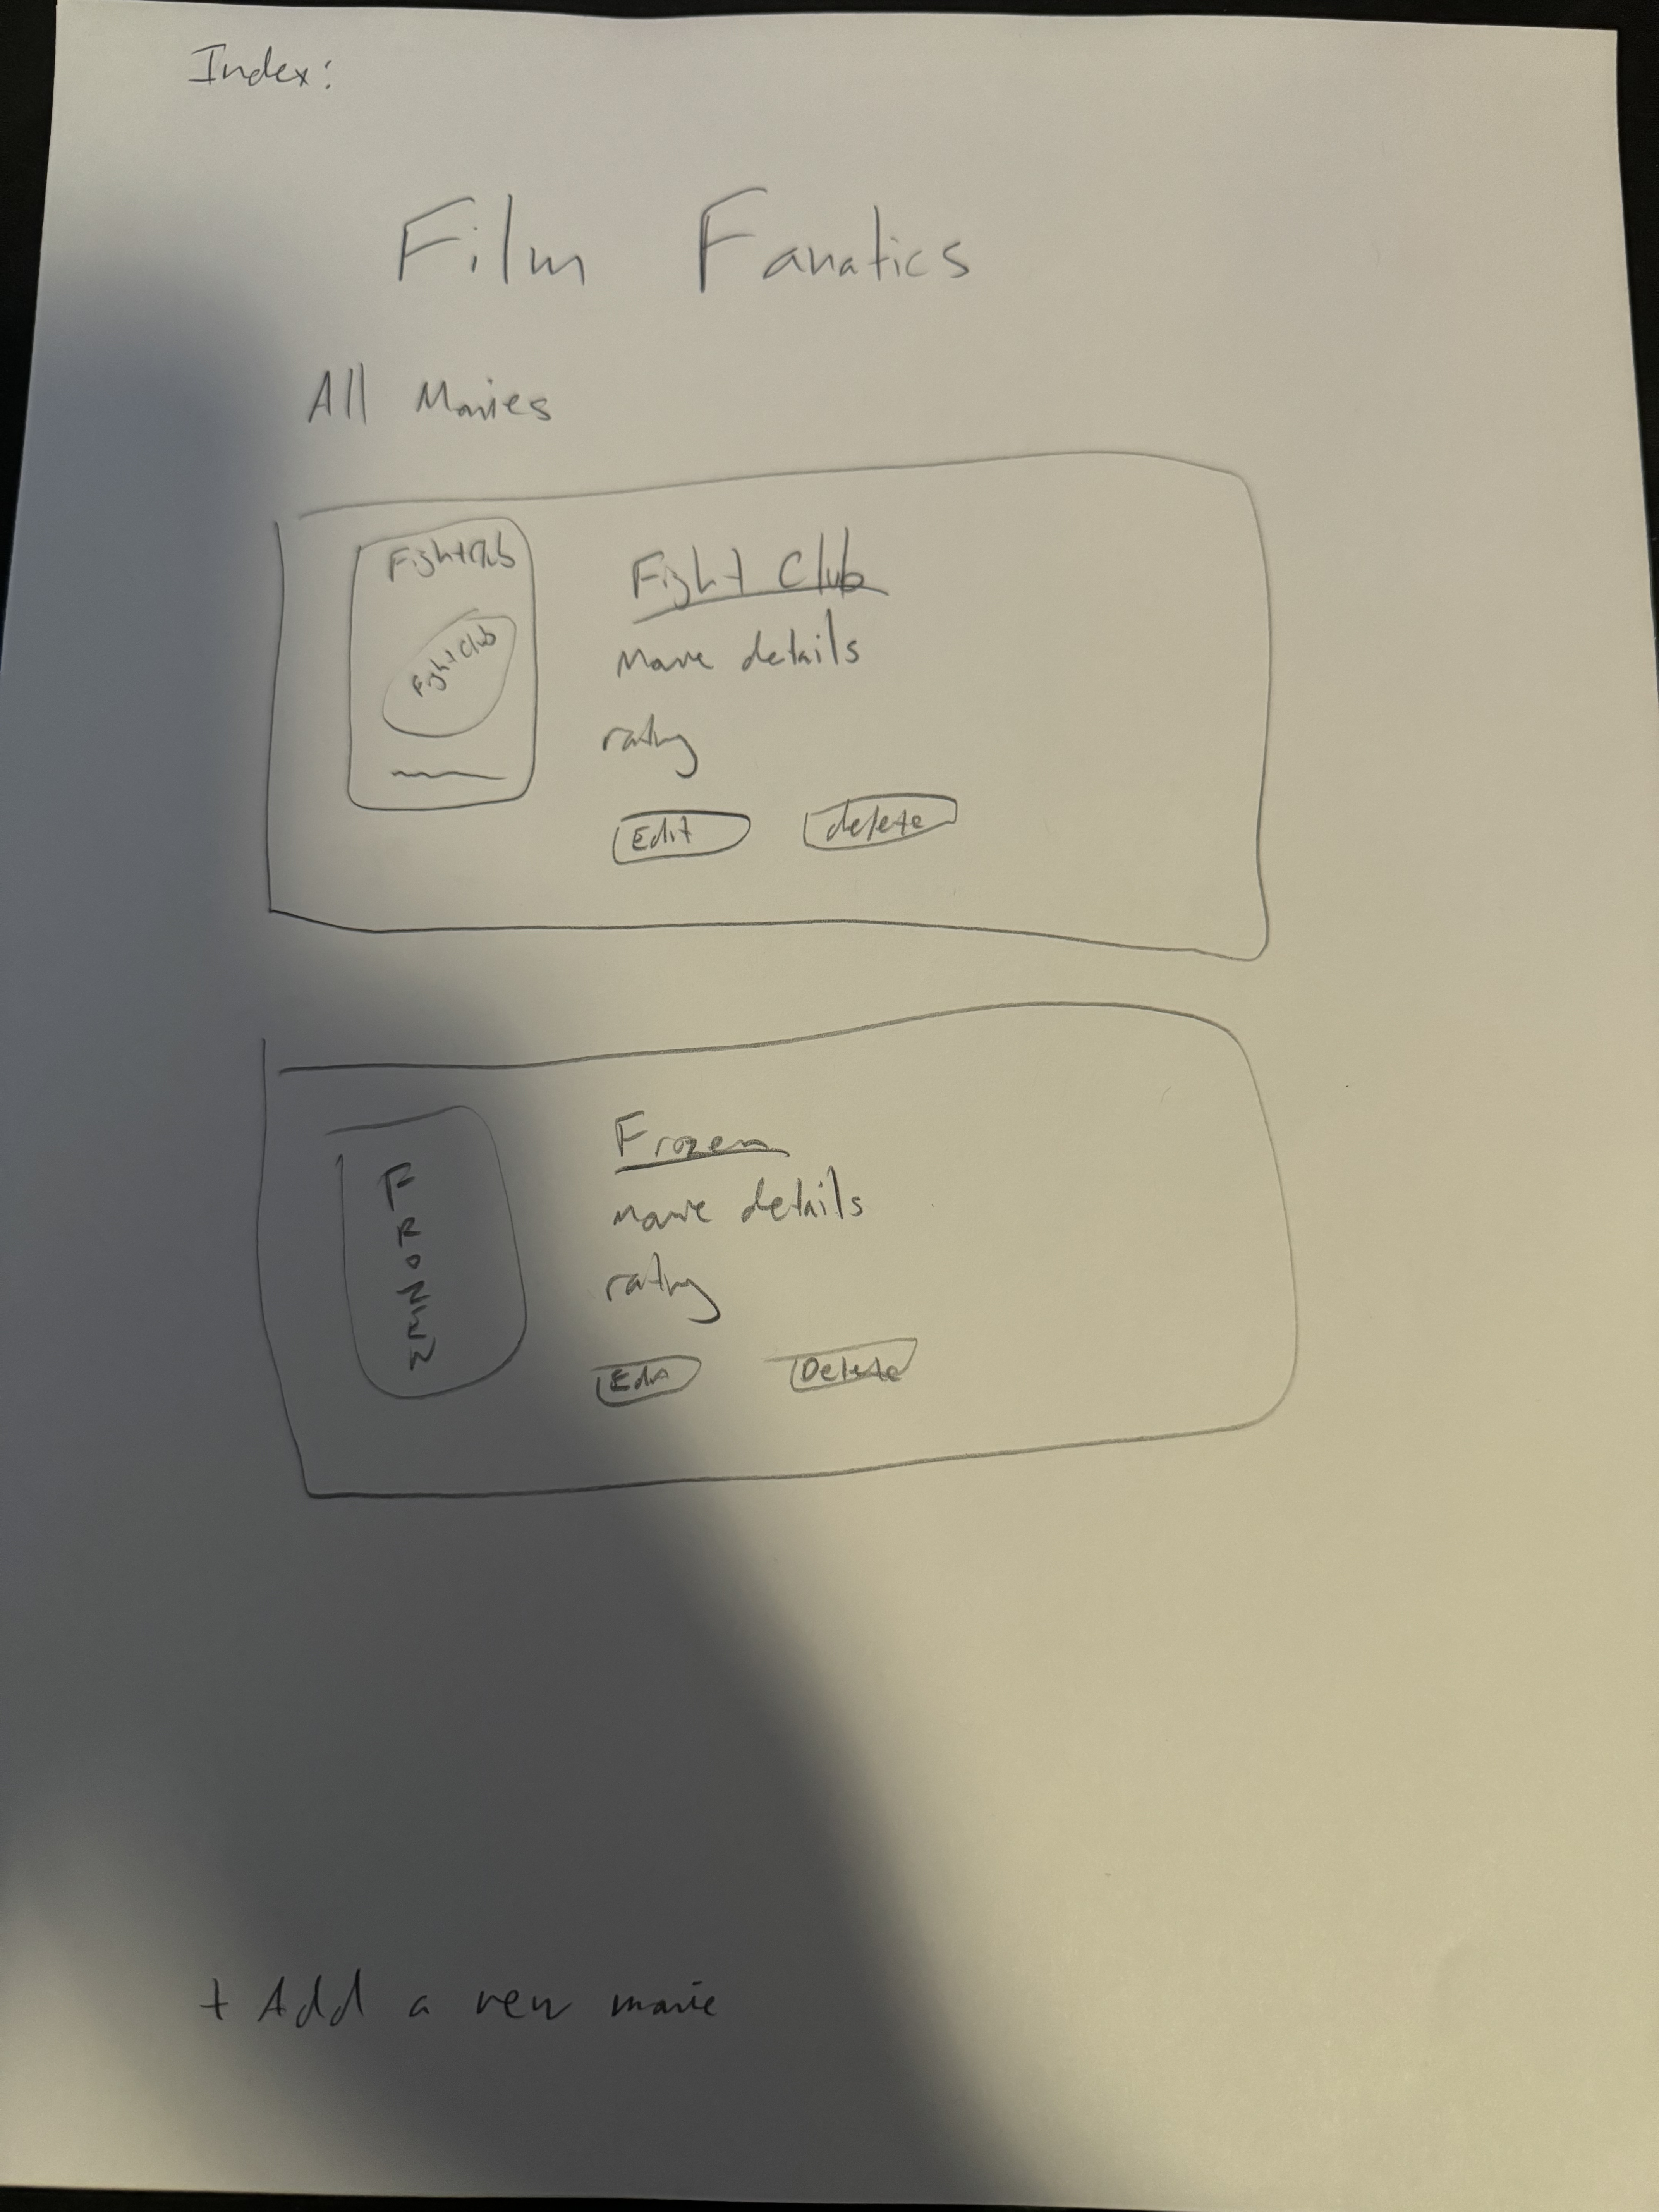 Index:
Film Fanatics
All Movies
Fight Club
Fight Club
Fight Club
movie details
rating
Edit
delete
FROZEN
Frozen
movie details
rating
Edit
Delete
+ Add a new movie